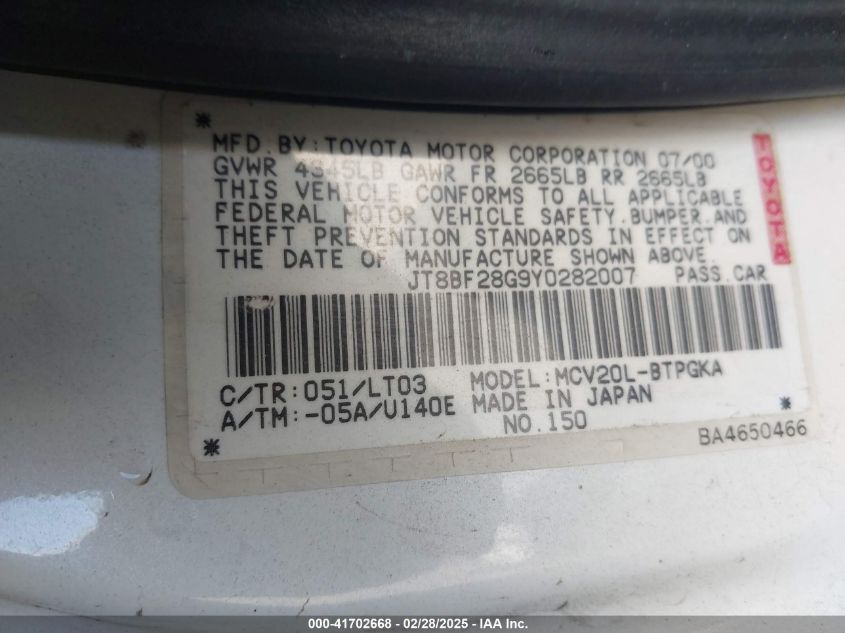 MFD.BY:TOYOTA MOTOR CORPORATION 07/00
GVWR 4345LB GAWR FR 2665LB RR 2665LB
THIS VEHICLE CONFORMS TO ALL APPLICABLE
FEDERAL MOTOR VEHICLE SAFETY.BUMPER.AND
THEFT PREVENTION STANDARDS IN EFFECT ON
THE DATE OF MANUFACTURE SHOWN ABOVE.
JT8BF28G9Y0282007 PASS.CAR
TOYOTA
C/TR:051/LT03 MODEL:MCV20L-BTPGKA
A/TM:-05A/U140E MADE IN JAPAN
NO.150
BA4650466
000-41702668 - 02/28/2025 - IAA Inc.